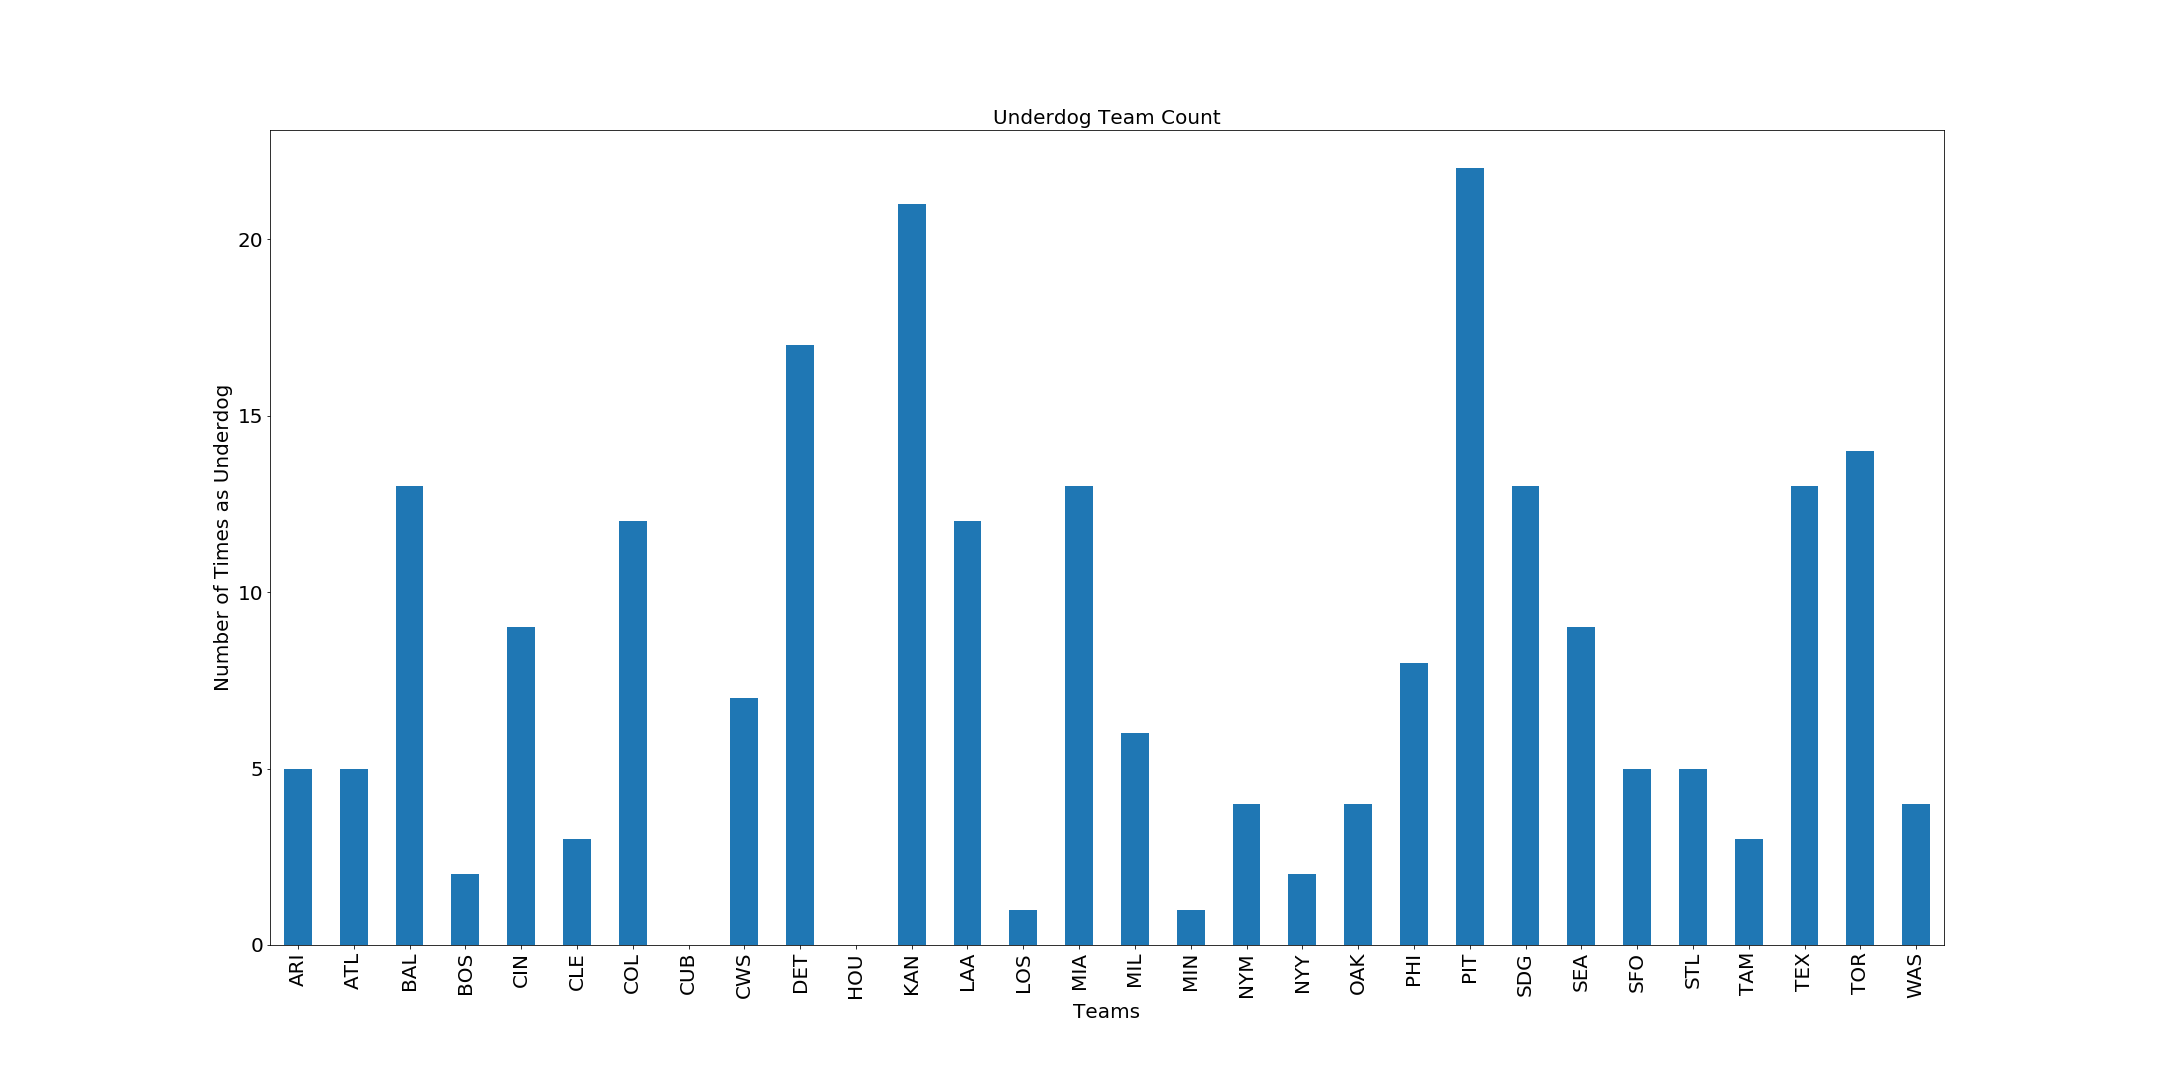 Underdog Team Count
Number of Times as Underdog
20
15
10
5
0
ARI ATL BAL BOS CIN CLE COL CUB CWS DET HOU KAN LAA LOS MIA MIL MIN NYM NYY OAK PHI PIT SDG SEA SFO STL TAM TEX TOR WAS
Teams